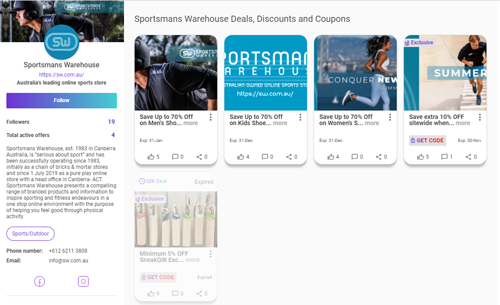 SPORTSMANS WAREHOUSE
SW
Sportsmans Warehouse
https://sw.com.au/
Australia's leading online sports store
Follow
Followers 19
Total active offers 4
Sportsmans Warehouse, est. 1983 in Canberra
Australia, is "serious about sport" and has
been successfully operating since 1983,
initially as a chain of bricks & mortar stores
and since 1 July 2019 as a pure play online
store with a head office in Canberra-ACT.
Sportsmans Warehouse presents a compelling
range of branded products and information to
inspire sporting and fitness endeavours in a
one stop online environment with the purpose
of helping you feel good through physical
activity
Sports/Outdoor
Phone number: +612 6211 3808
Email: info@sw.com.au
Sportsmans Warehouse Deals, Discounts and Coupons
SPORTSMANS WAREHOUSE
Save Up to 70% Off
on Men's Sho... more
Exp: 31-Jan
5 0 0
SPORTSMAN
WAREHOUS
AUSTRALIAN OWNED ONLINE SPORTS STORE
https://sw.com.au/
Save Up to 70% Off
on Kids Shoe... more
Exp: 31-Dec
4 0 0
CONQUER NEW
Save Up to 70% Off
on Women's S... more
Exp: 31-Dec
4 0 0
Exclusive
SUMMER
Save extra 10% OFF
sitewide when... more
GET CODE Exp: 30-Nov
5 1 0
QIK Deal Expired
Exclusive
Minimum 5% OFF
SneakQIK Exc... more
GET CODE Expired
9 0 0